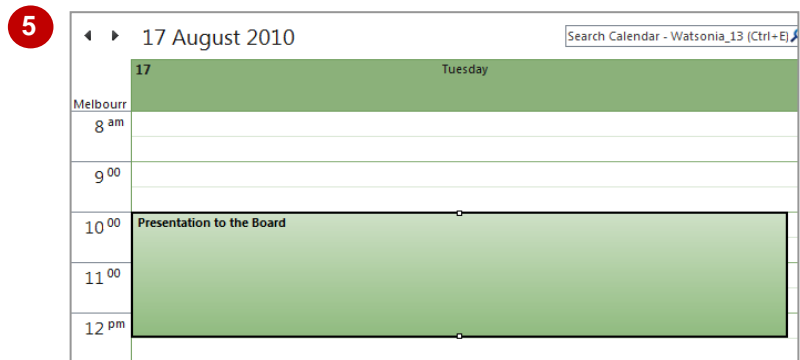 5
17 August 2010
Search Calendar - Watsonia_13 (Ctrl+E)
17 Tuesday
Melbourr
8 am
9 00
10 00 Presentation to the Board
11 00
12 pm